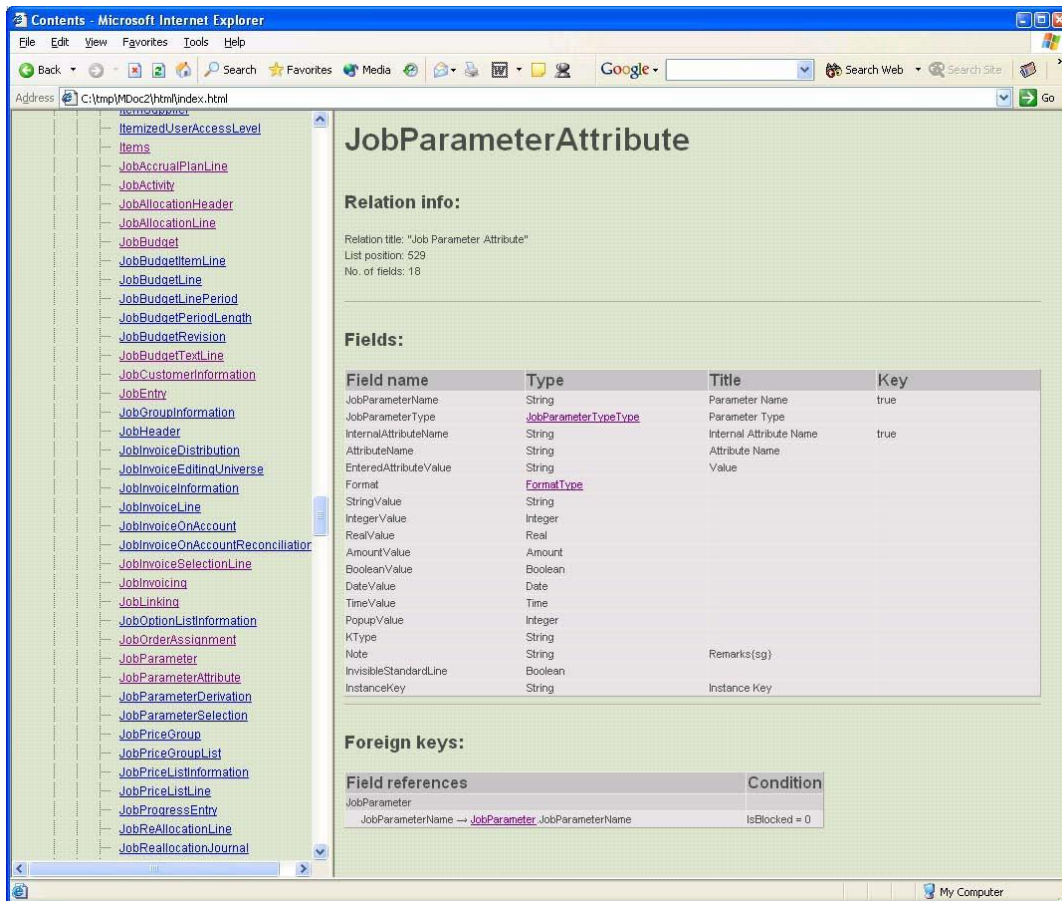 Contents - Microsoft Internet Explorer
File Edit View Favorites Tools Help
Back Search Favorites Media Google Search Web Search Site
Address C:\tmp\MDoc2\html\index.html Go
ItemSupplier
ItemizedUserAccessLevel
Items
JobAccrualPlanLine
JobActivity
JobAllocationHeader
JobAllocationLine
JobBudget
JobBudgetItemLine
JobBudgetLine
JobBudgetLinePeriod
JobBudgetPeriodLength
JobBudgetRevision
JobBudgetTextLine
JobCustomerInformation
JobEntry
JobGroupInformation
JobHeader
JobInvoiceDistribution
JobInvoiceEditingUniverse
JobInvoiceInformation
JobInvoiceLine
JobInvoiceOnAccount
JobInvoiceOnAccountReconciliation
JobInvoiceSelectionLine
JobInvoicing
JobLinking
JobOptionListInformation
JobOrderAssignment
JobParameter
JobParameterAttribute
JobParameterDerivation
JobParameterSelection
JobPriceGroup
JobPriceGroupList
JobPriceListInformation
JobPriceListLine
JobProgressEntry
JobReAllocationLine
JobReallocationJournal
JobParameterAttribute
Relation info:
Relation title: "Job Parameter Attribute"
List position: 529
No. of fields: 18
Fields:
Field name Type Title Key
JobParameterName String Parameter Name true
JobParameterType JobParameterTypeType Parameter Type
InternalAttributeName String Internal Attribute Name true
AttributeName String Attribute Name
EnteredAttributeValue String Value
Format FormatType
StringValue String
IntegerValue Integer
RealValue Real
AmountValue Amount
BooleanValue Boolean
DateValue Date
TimeValue Time
PopupValue Integer
KType String
Note String Remarks{sg}
InvisibleStandardLine Boolean
InstanceKey String Instance Key
Foreign keys:
Field references Condition
JobParameter
JobParameterName → JobParameter.JobParameterName IsBlocked = 0
My Computer